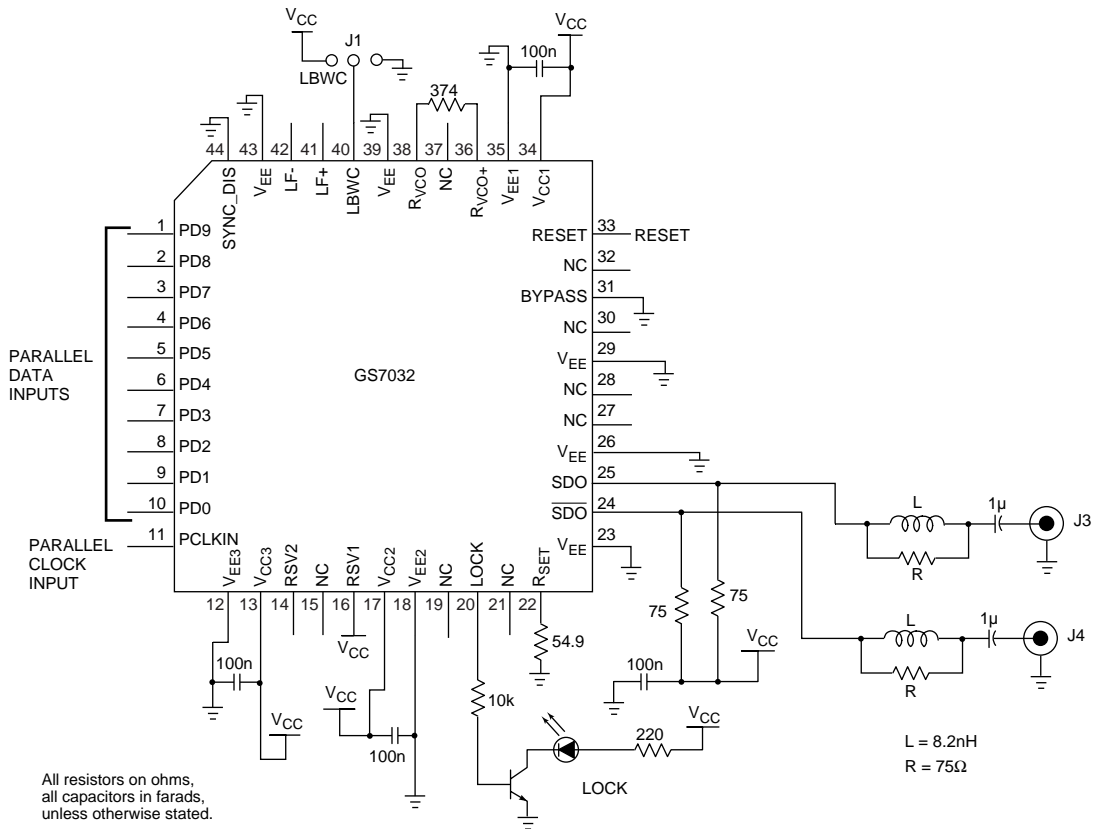 VCC
J1
LBWC
100n
VCC
374
44
43
42
41
40
39
38
37
36
35
34
SYNC_DIS
VEE
LF-
LF+
LBWC
VEE
RVCO
NC
RVCO+
VEE1
VCC1
1 PD9
2 PD8
3 PD7
4 PD6
5 PD5
6 PD4
7 PD3
8 PD2
9 PD1
10 PD0
11 PCLKIN
PARALLEL
DATA
INPUTS
PARALLEL
CLOCK
INPUT
GS7032
RESET 33 RESET
NC 32
BYPASS 31
NC 30
VEE 29
NC 28
NC 27
VEE 26
SDO 25
SDO 24
VEE 23
VEE3
VCC3
RSV2
NC
RSV1
VCC2
VEE2
NC
LOCK
NC
RSET
12
13
14
15
16
17
18
19
20
21
22
L
1µ
J3
R
L
1µ
J4
R
75
75
VCC
100n
54.9
100n
VCC
VCC
VCC
100n
10k
VCC
220
LOCK
L = 8.2nH
R = 75Ω
All resistors on ohms,
all capacitors in farads,
unless otherwise stated.